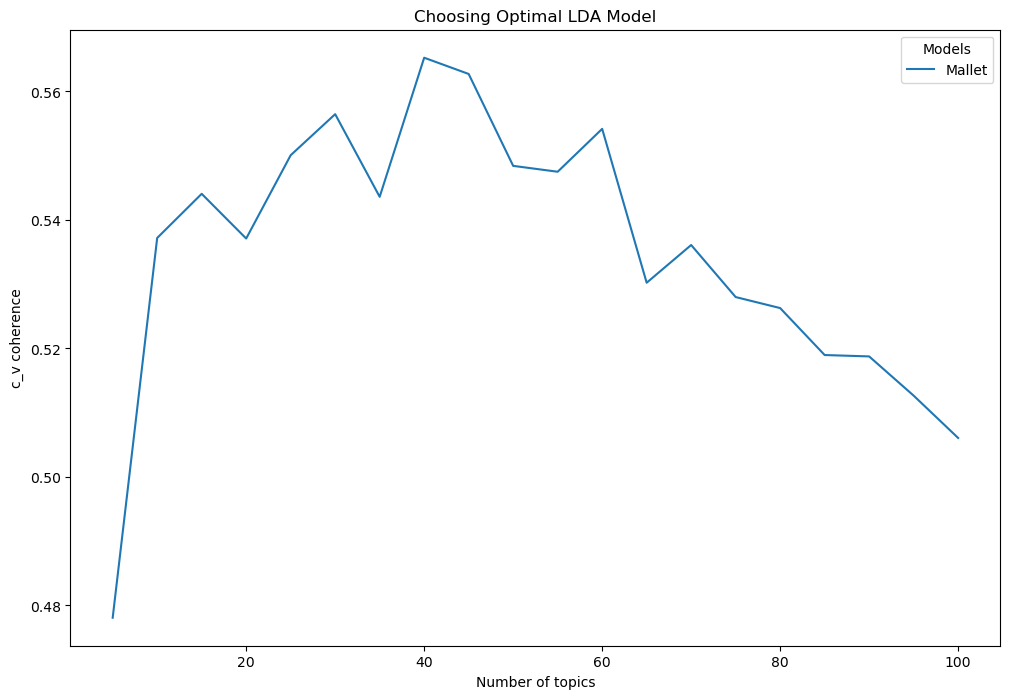 Choosing Optimal LDA Model
Models
Mallet
c_v coherence
0.56
0.54
0.52
0.50
0.48
20
40
60
80
100
Number of topics